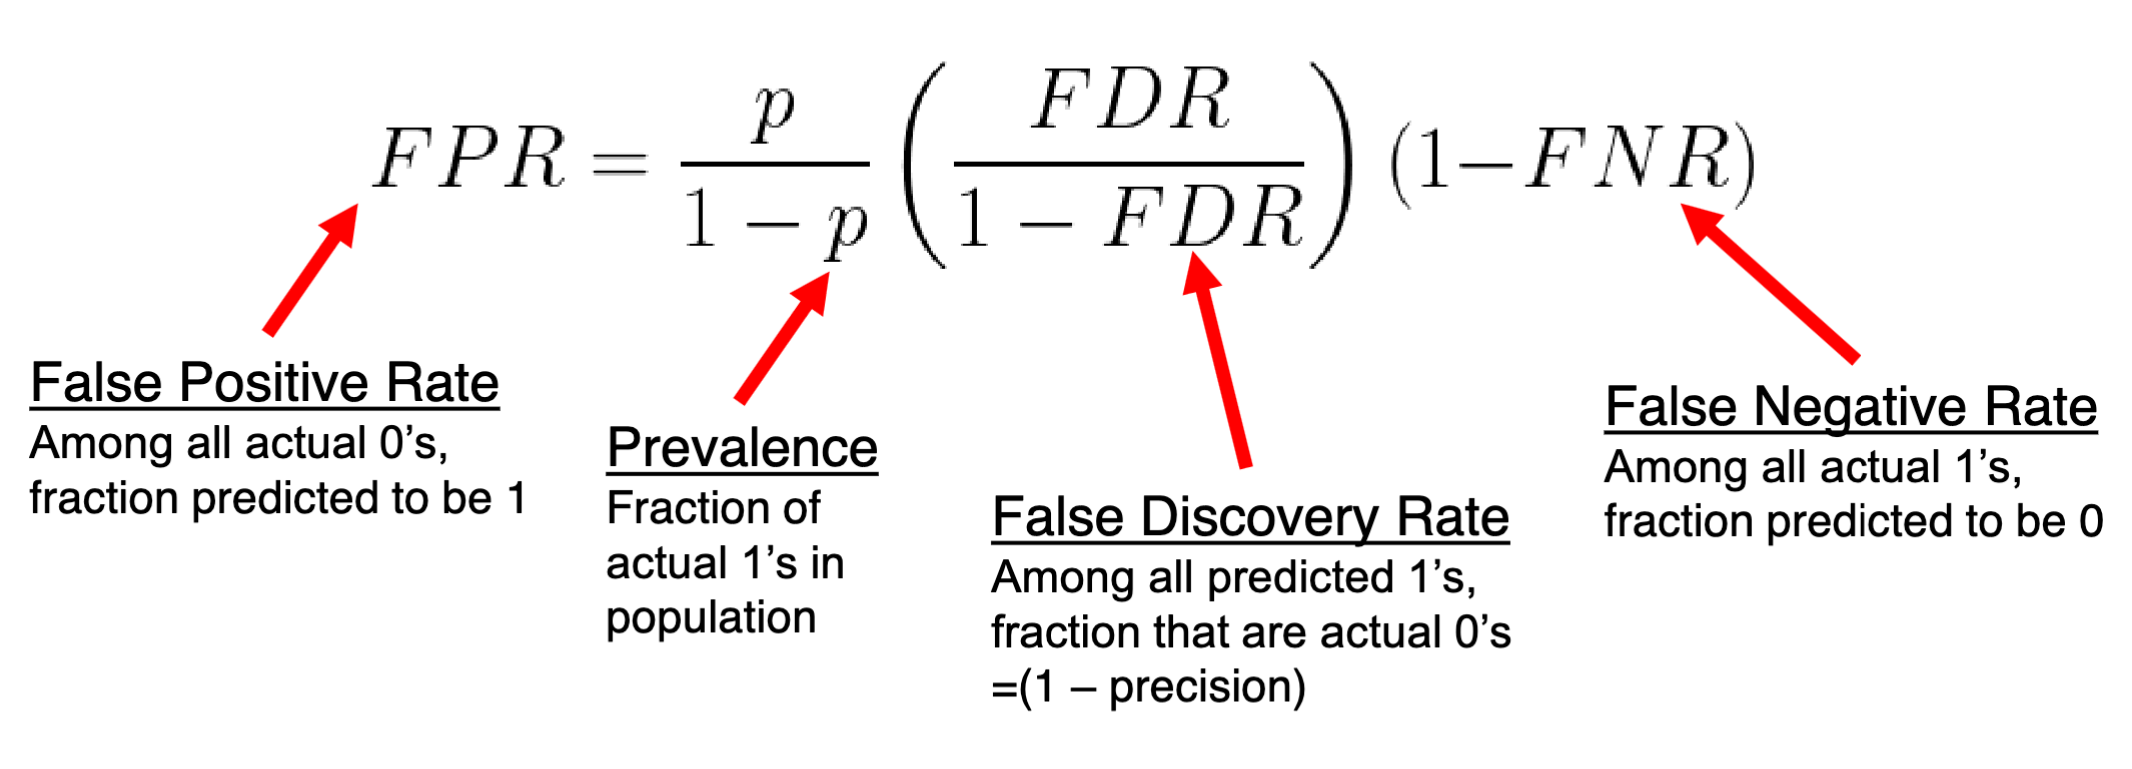 FPR = \frac{p}{1 - p} \left( \frac{FDR}{1 - FDR} \right) (1 - FNR)
False Positive Rate
Among all actual 0’s,
fraction predicted to be 1
Prevalence
Fraction of
actual 1’s in
population
False Discovery Rate
Among all predicted 1’s,
fraction that are actual 0’s
=(1 – precision)
False Negative Rate
Among all actual 1’s,
fraction predicted to be 0